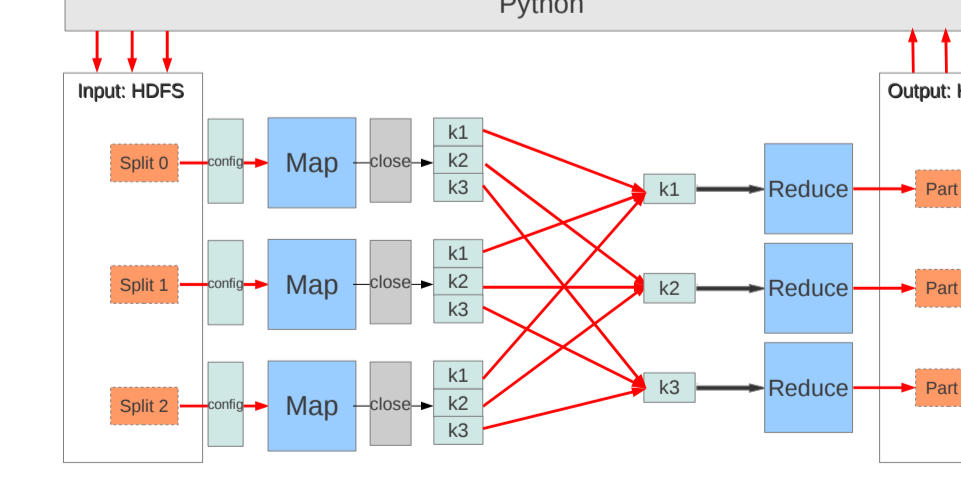 Python
Input: HDFS
Output:
Split 0
config
Map
close
k1
k2
k3
k1
Reduce
Part
Split 1
config
Map
close
k1
k2
k3
k2
Reduce
Part
Split 2
config
Map
close
k1
k2
k3
k3
Reduce
Part